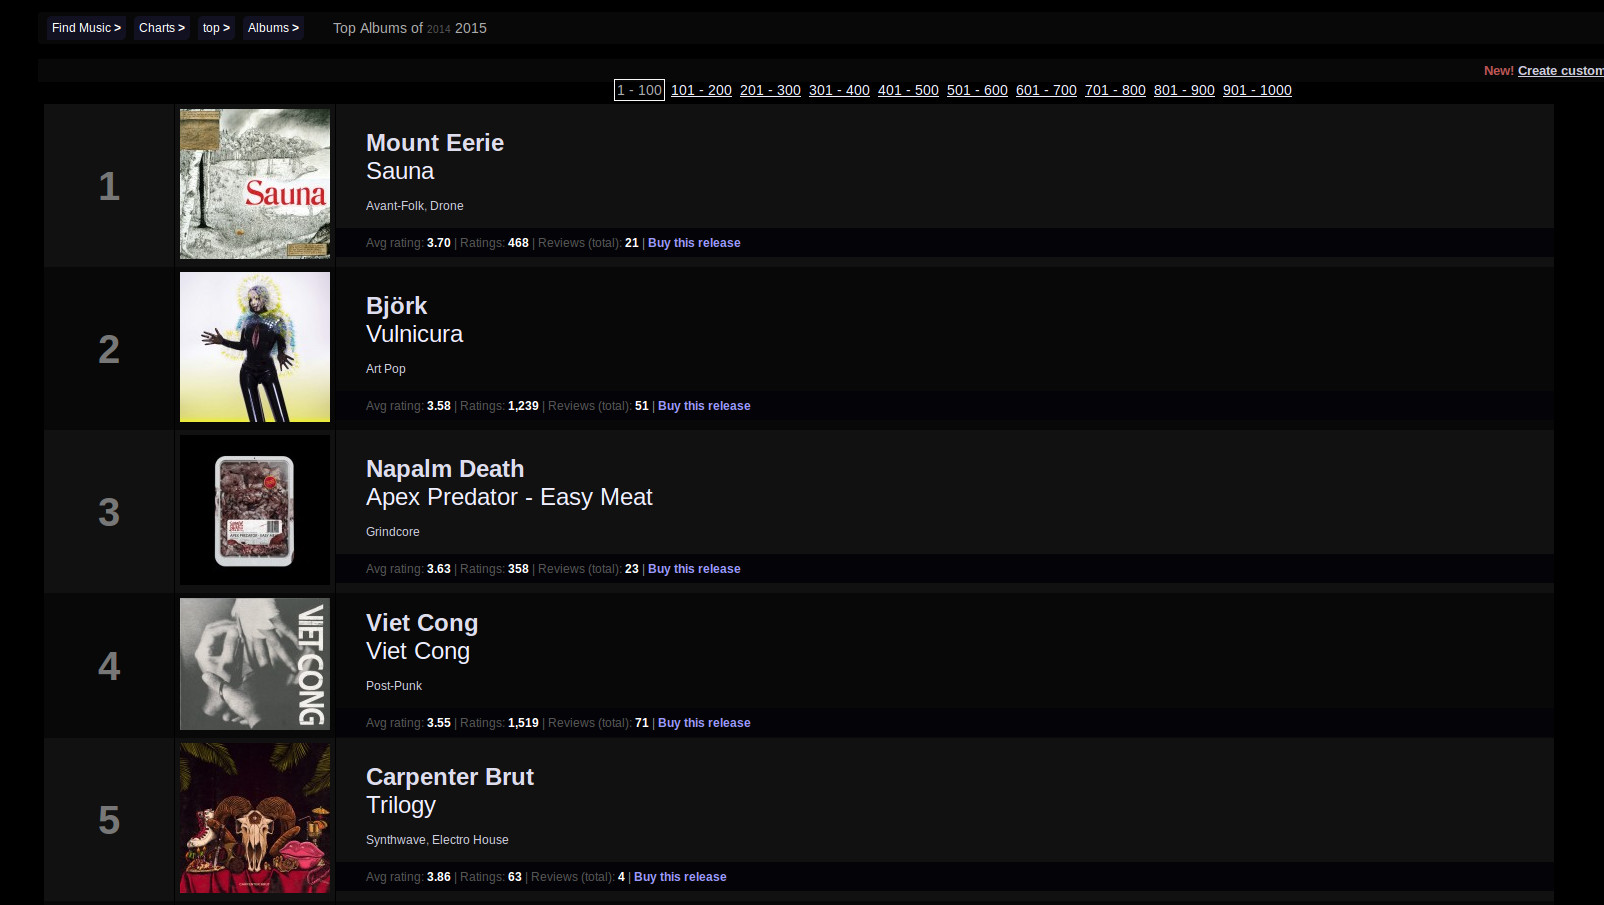 Find Music > Charts > top > Albums > Top Albums of 2014 2015
New! Create custom
1 - 100 101 - 200 201 - 300 301 - 400 401 - 500 501 - 600 601 - 700 701 - 800 801 - 900 901 - 1000
1
Sauna
Mount Eerie
Sauna
Avant-Folk, Drone
Avg rating: 3.70 | Ratings: 468 | Reviews (total): 21 | Buy this release
2
Björk
Vulnicura
Art Pop
Avg rating: 3.58 | Ratings: 1,239 | Reviews (total): 51 | Buy this release
3
APEX PREDATOR - EASY MEAT
Napalm Death
Apex Predator - Easy Meat
Grindcore
Avg rating: 3.63 | Ratings: 358 | Reviews (total): 23 | Buy this release
4
VIET CONG
Viet Cong
Viet Cong
Post-Punk
Avg rating: 3.55 | Ratings: 1,519 | Reviews (total): 71 | Buy this release
5
CARPENTER BRUT
Carpenter Brut
Trilogy
Synthwave, Electro House
Avg rating: 3.86 | Ratings: 63 | Reviews (total): 4 | Buy this release